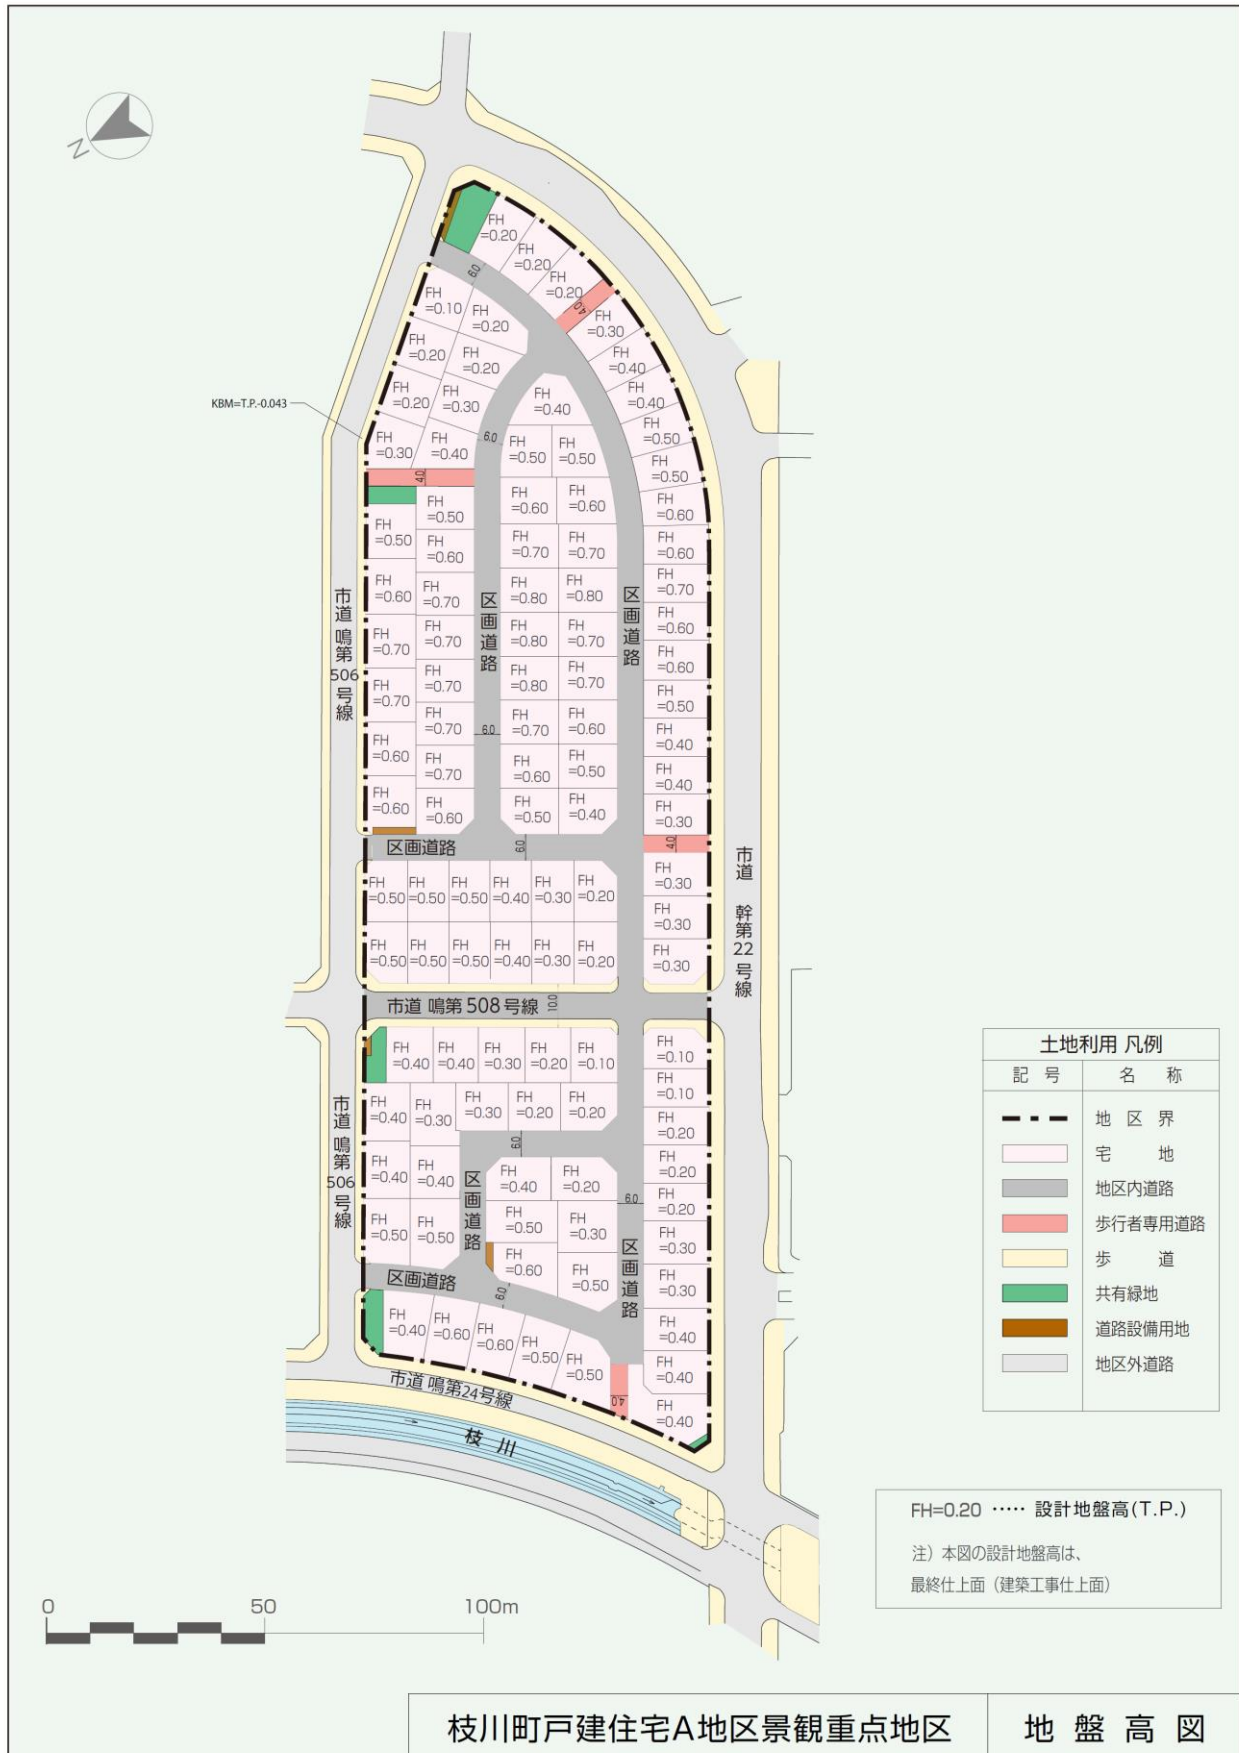 N
KBM=T.P.-0.043
FH
=0.20
FH
=0.20
FH
=0.20
4.0
FH
=0.30
FH
=0.40
FH
=0.40
FH
=0.50
FH
=0.50
FH
=0.60
FH
=0.60
FH
=0.70
FH
=0.60
FH
=0.60
FH
=0.50
FH
=0.40
FH
=0.40
FH
=0.30
4.0
FH
=0.30
FH
=0.30
FH
=0.30
6.0
FH
=0.10
FH
=0.20
FH
=0.20
FH
=0.20
FH
=0.20
FH
=0.30
FH
=0.30
FH
=0.40
6.0
4.0
FH
=0.50
FH
=0.60
FH
=0.70
FH
=0.70
FH
=0.60
FH
=0.60
FH
=0.50
FH
=0.60
FH
=0.70
FH
=0.70
FH
=0.70
FH
=0.70
FH
=0.70
FH
=0.60
FH
=0.40
FH
=0.50
FH
=0.50
FH
=0.60
FH
=0.60
FH
=0.70
FH
=0.70
FH
=0.80
FH
=0.80
FH
=0.80
FH
=0.70
FH
=0.80
FH
=0.70
FH
=0.70
FH
=0.60
FH
=0.60
FH
=0.50
FH
=0.50
FH
=0.40
区画道路
6.0
区画道路
市道 鳴第506号線
市道 幹第22号線
区画道路
6.0
FH
=0.50
FH
=0.50
FH
=0.50
FH
=0.40
FH
=0.30
FH
=0.20
FH
=0.50
FH
=0.50
FH
=0.50
FH
=0.40
FH
=0.30
FH
=0.20
市道 鳴第508号線
10.0
FH
=0.40
FH
=0.40
FH
=0.30
FH
=0.20
FH
=0.10
FH
=0.40
FH
=0.30
FH
=0.30
FH
=0.20
FH
=0.20
FH
=0.40
FH
=0.40
FH
=0.50
FH
=0.50
6.0
FH
=0.40
FH
=0.20
FH
=0.50
FH
=0.30
FH
=0.60
FH
=0.50
6.0
区画道路
区画道路
市道 鳴第506号線
区画道路
6.0
FH
=0.40
FH
=0.60
FH
=0.60
FH
=0.50
FH
=0.50
4.0
FH
=0.10
FH
=0.10
FH
=0.20
FH
=0.20
FH
=0.20
FH
=0.30
FH
=0.30
FH
=0.40
FH
=0.40
FH
=0.40
市道 鳴第24号線
枝川
土地利用 凡例
記 号 名 称
地 区 界
宅 地
地区内道路
歩行者専用道路
歩 道
共有緑地
道路設備用地
地区外道路
FH=0.20 ····· 設計地盤高(T.P.)
注）本図の設計地盤高は、
最終仕上面（建築工事仕上面）
0 50 100m
枝川町戸建住宅A地区景観重点地区 地 盤 高 図